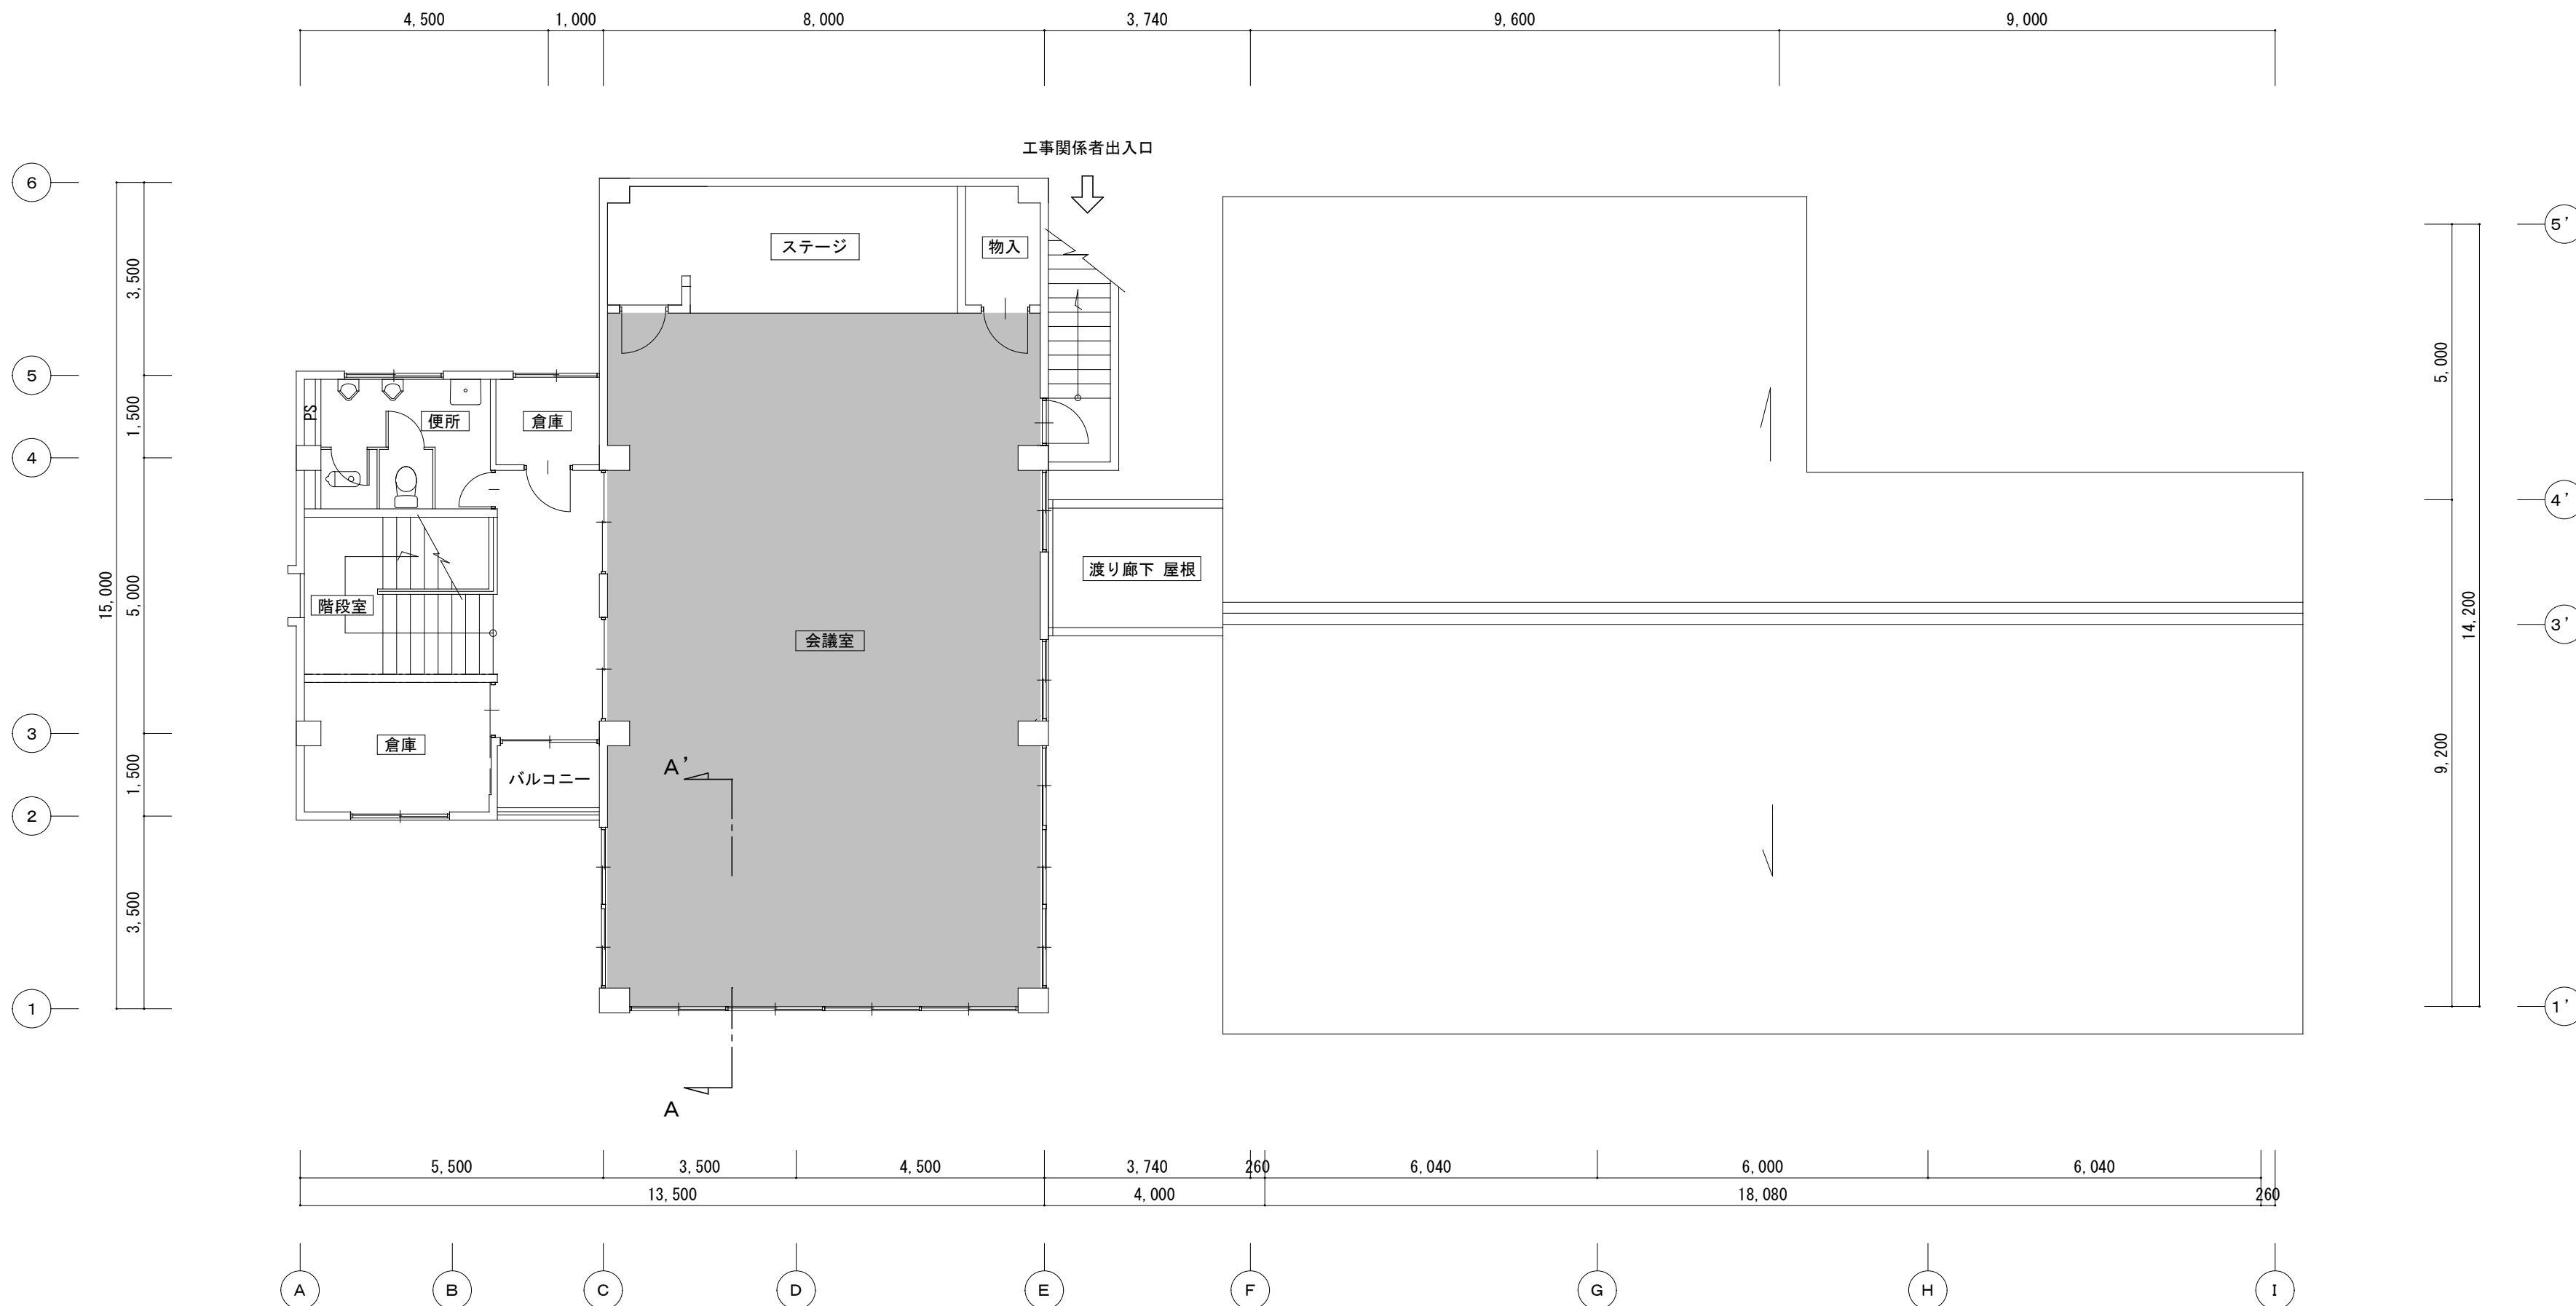 4,500 1,000 8,000 3,740 9,600 9,000
工事関係者出入口
6
5'
ステージ
物入
3,500
5,000
5
PS
便所
倉庫
1,500
4
4'
渡り廊下 屋根
15,000
5,000
階段室
14,200
3'
会議室
3
倉庫
9,200
A'
バルコニー
1,500
2
3,500
1
1'
A
5,500 3,500 4,500 3,740 260 6,040 6,000 6,040
13,500 4,000 18,080 260
A B C D E F G H I